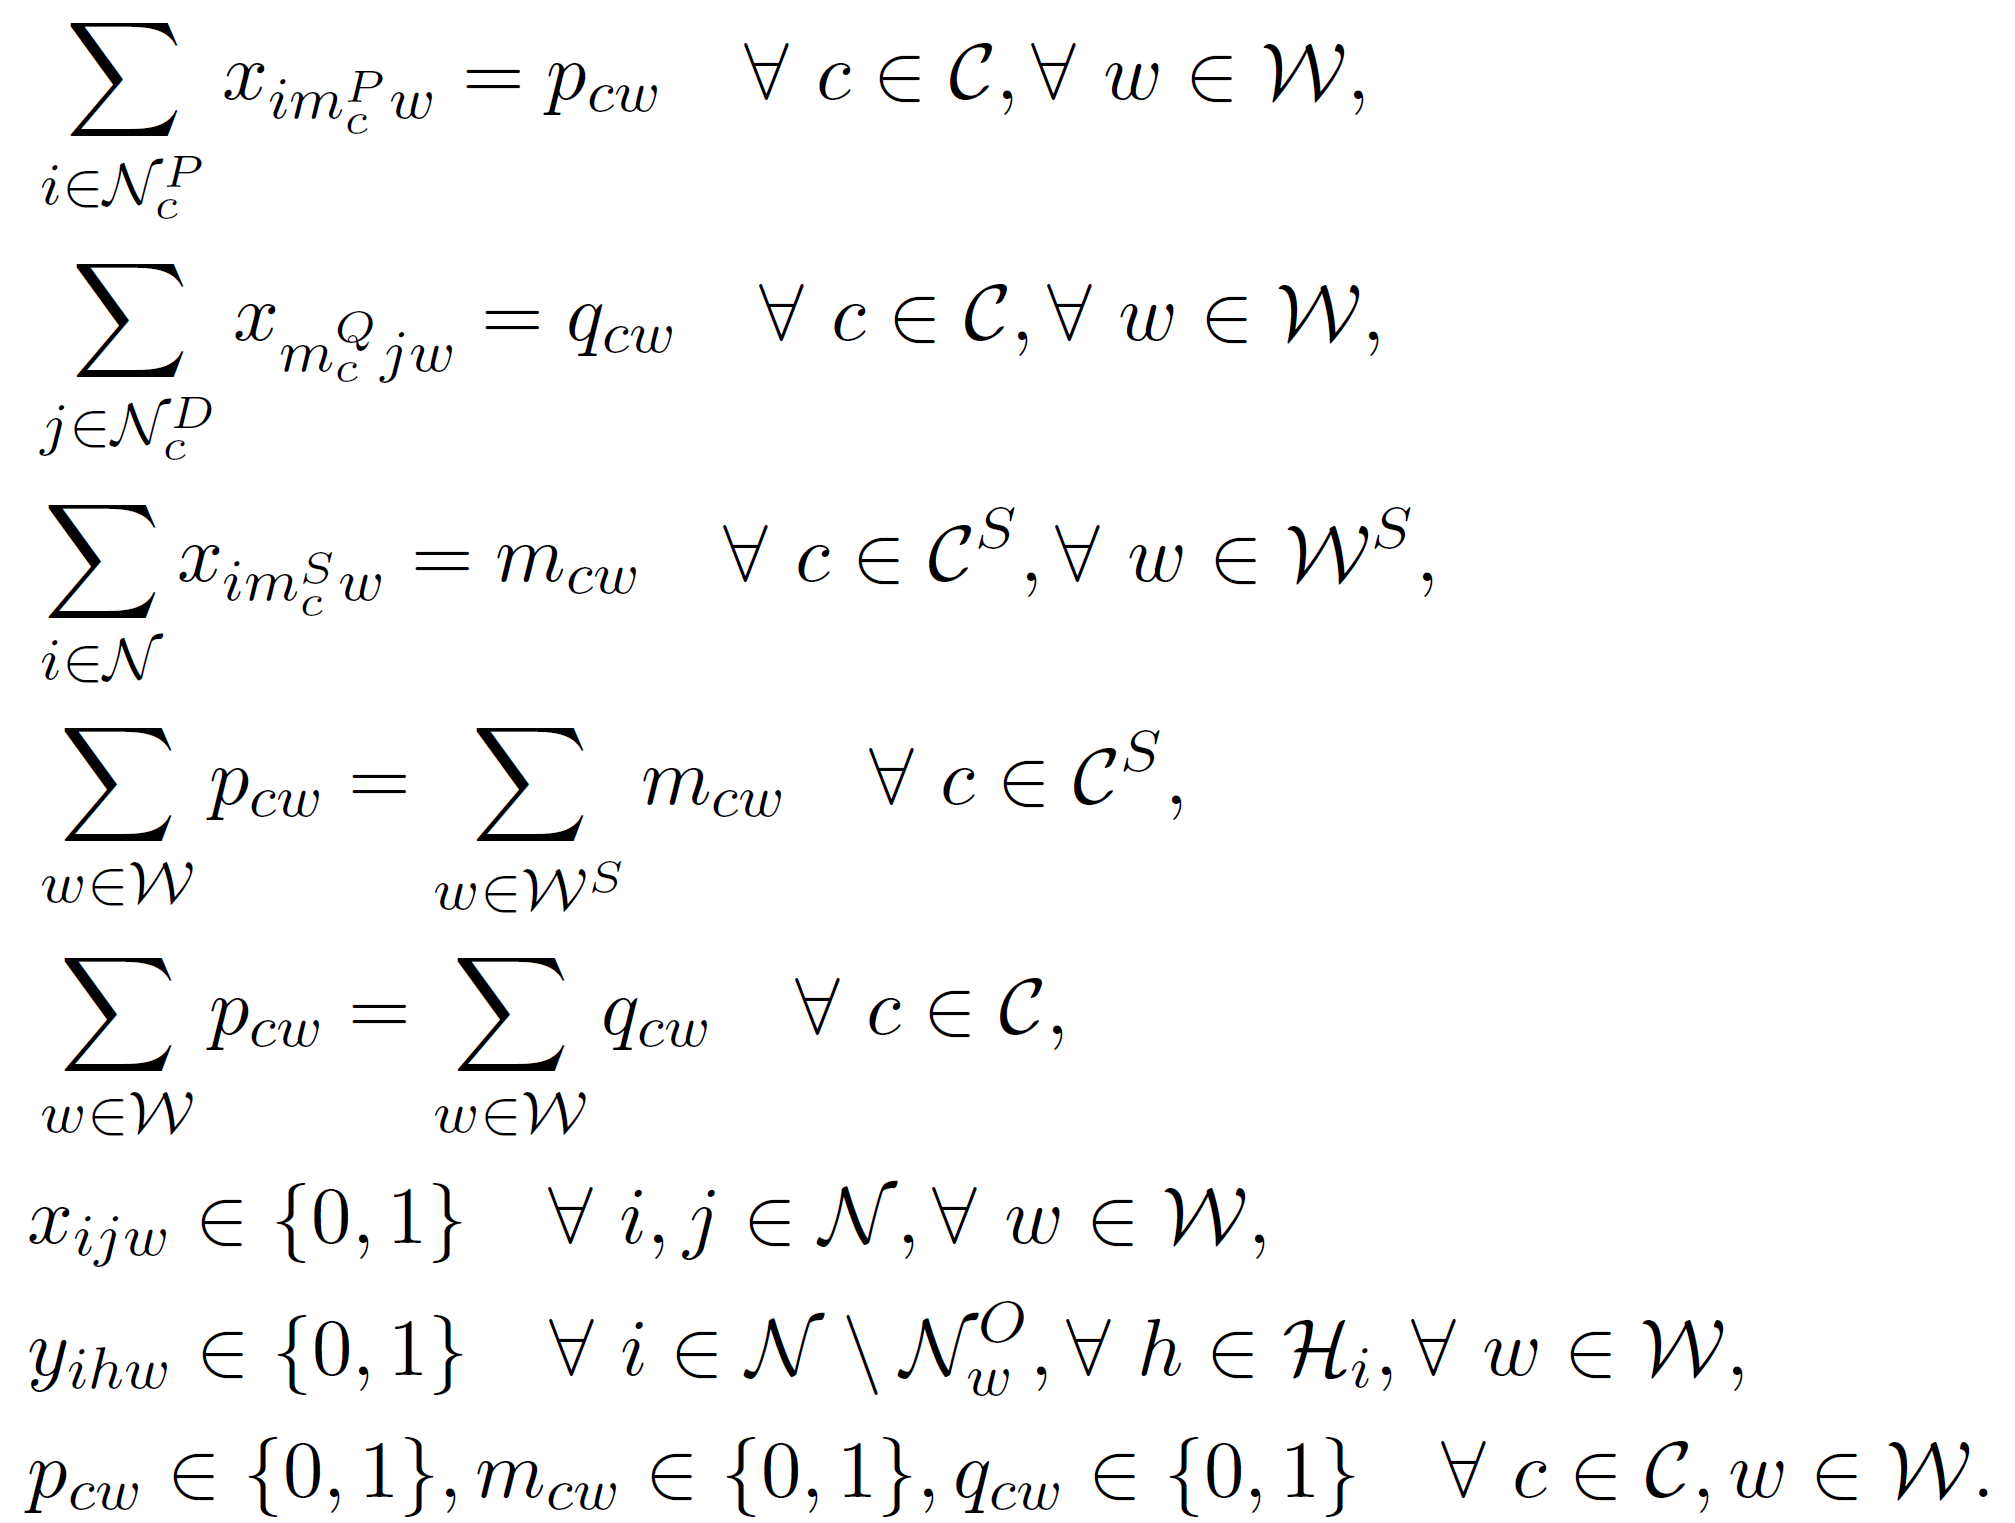 \sum_{i \in \mathcal{N}_c^P} x_{i m_c^P w} = p_{cw} \quad \forall\ c \in \mathcal{C}, \forall\ w \in \mathcal{W},
\sum_{j \in \mathcal{N}_c^D} x_{m_c^Q j w} = q_{cw} \quad \forall\ c \in \mathcal{C}, \forall\ w \in \mathcal{W},
\sum_{i \in \mathcal{N}} x_{i m_c^S w} = m_{cw} \quad \forall\ c \in \mathcal{C}^S, \forall\ w \in \mathcal{W}^S,
\sum_{w \in \mathcal{W}} p_{cw} = \sum_{w \in \mathcal{W}^S} m_{cw} \quad \forall\ c \in \mathcal{C}^S,
\sum_{w \in \mathcal{W}} p_{cw} = \sum_{w \in \mathcal{W}} q_{cw} \quad \forall\ c \in \mathcal{C},
x_{ijw} \in \{0, 1\} \quad \forall\ i, j \in \mathcal{N}, \forall\ w \in \mathcal{W},
y_{ihw} \in \{0, 1\} \quad \forall\ i \in \mathcal{N} \setminus \mathcal{N}_w^O, \forall\ h \in \mathcal{H}_i, \forall\ w \in \mathcal{W},
p_{cw} \in \{0, 1\}, m_{cw} \in \{0, 1\}, q_{cw} \in \{0, 1\} \quad \forall\ c \in \mathcal{C}, w \in \mathcal{W}.